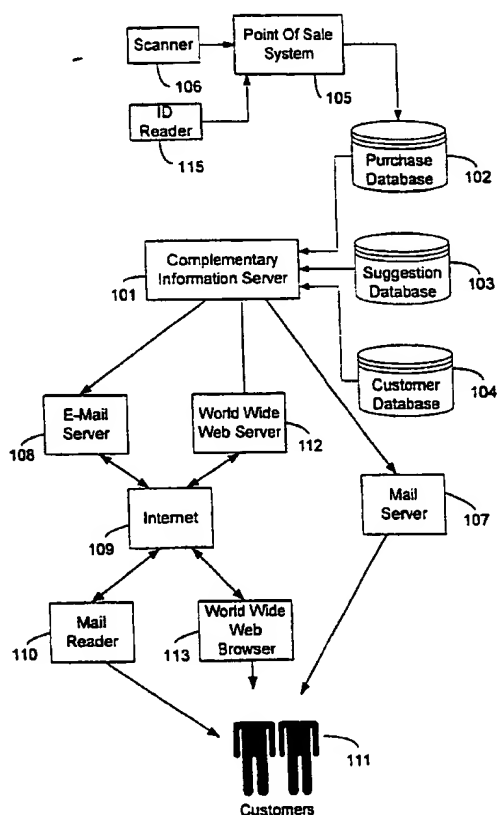 Scanner
106
Point Of Sale
System
105
ID
Reader
115
Purchase
Database
102
Complementary
Information Server
101
Suggestion
Database
103
Customer
Database
104
E-Mail
Server
108
World Wide
Web Server
112
Mail
Server
107
Internet
109
Mail
Reader
110
World Wide
Web
Browser
113
111
Customers